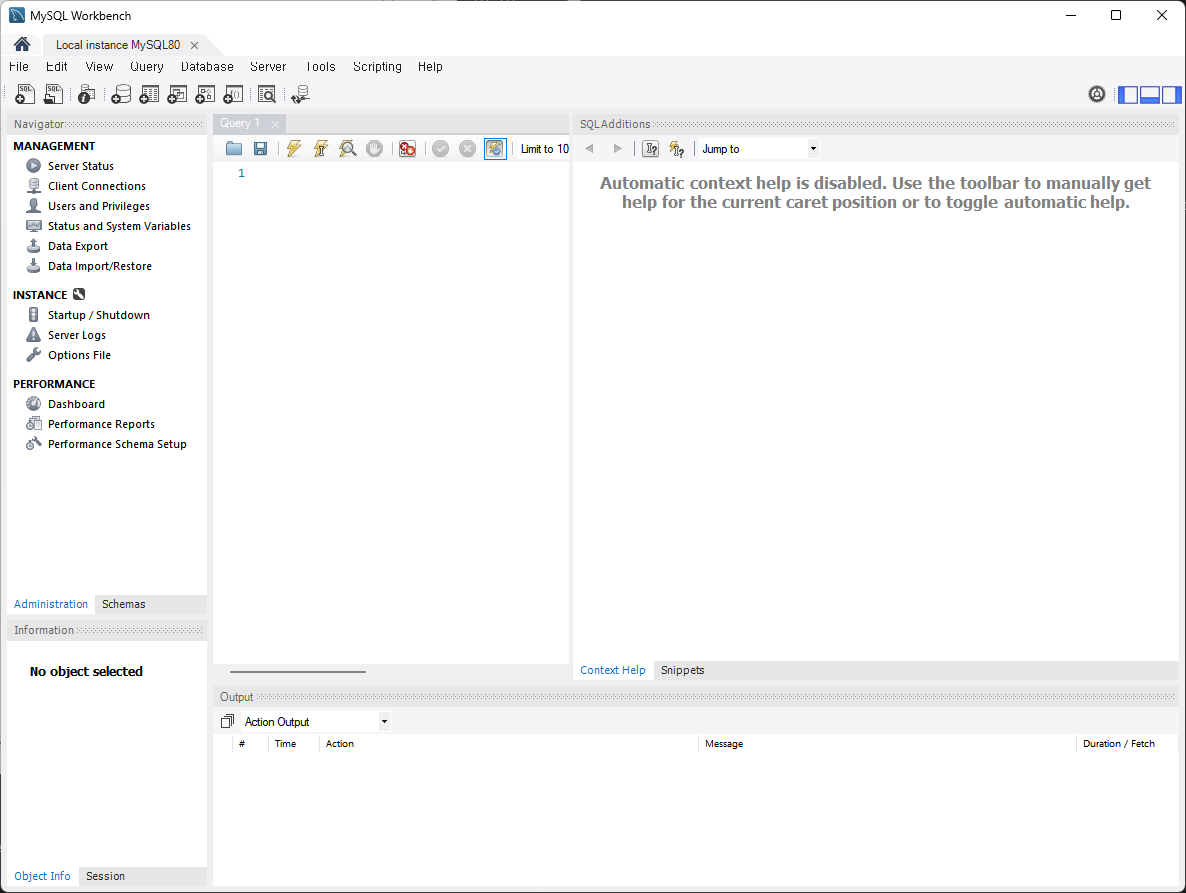 MySQL Workbench
Local instance MySQL80
File Edit View Query Database Server Tools Scripting Help
Navigator
MANAGEMENT
Server Status
Client Connections
Users and Privileges
Status and System Variables
Data Export
Data Import/Restore
INSTANCE
Startup / Shutdown
Server Logs
Options File
PERFORMANCE
Dashboard
Performance Reports
Performance Schema Setup
Administration Schemas
Information
No object selected
Object Info Session
Query 1
Limit to 10
1
SQLAdditions
Jump to
Automatic context help is disabled. Use the toolbar to manually get
help for the current caret position or to toggle automatic help.
Context Help Snippets
Output
Action Output
# Time Action Message Duration / Fetch